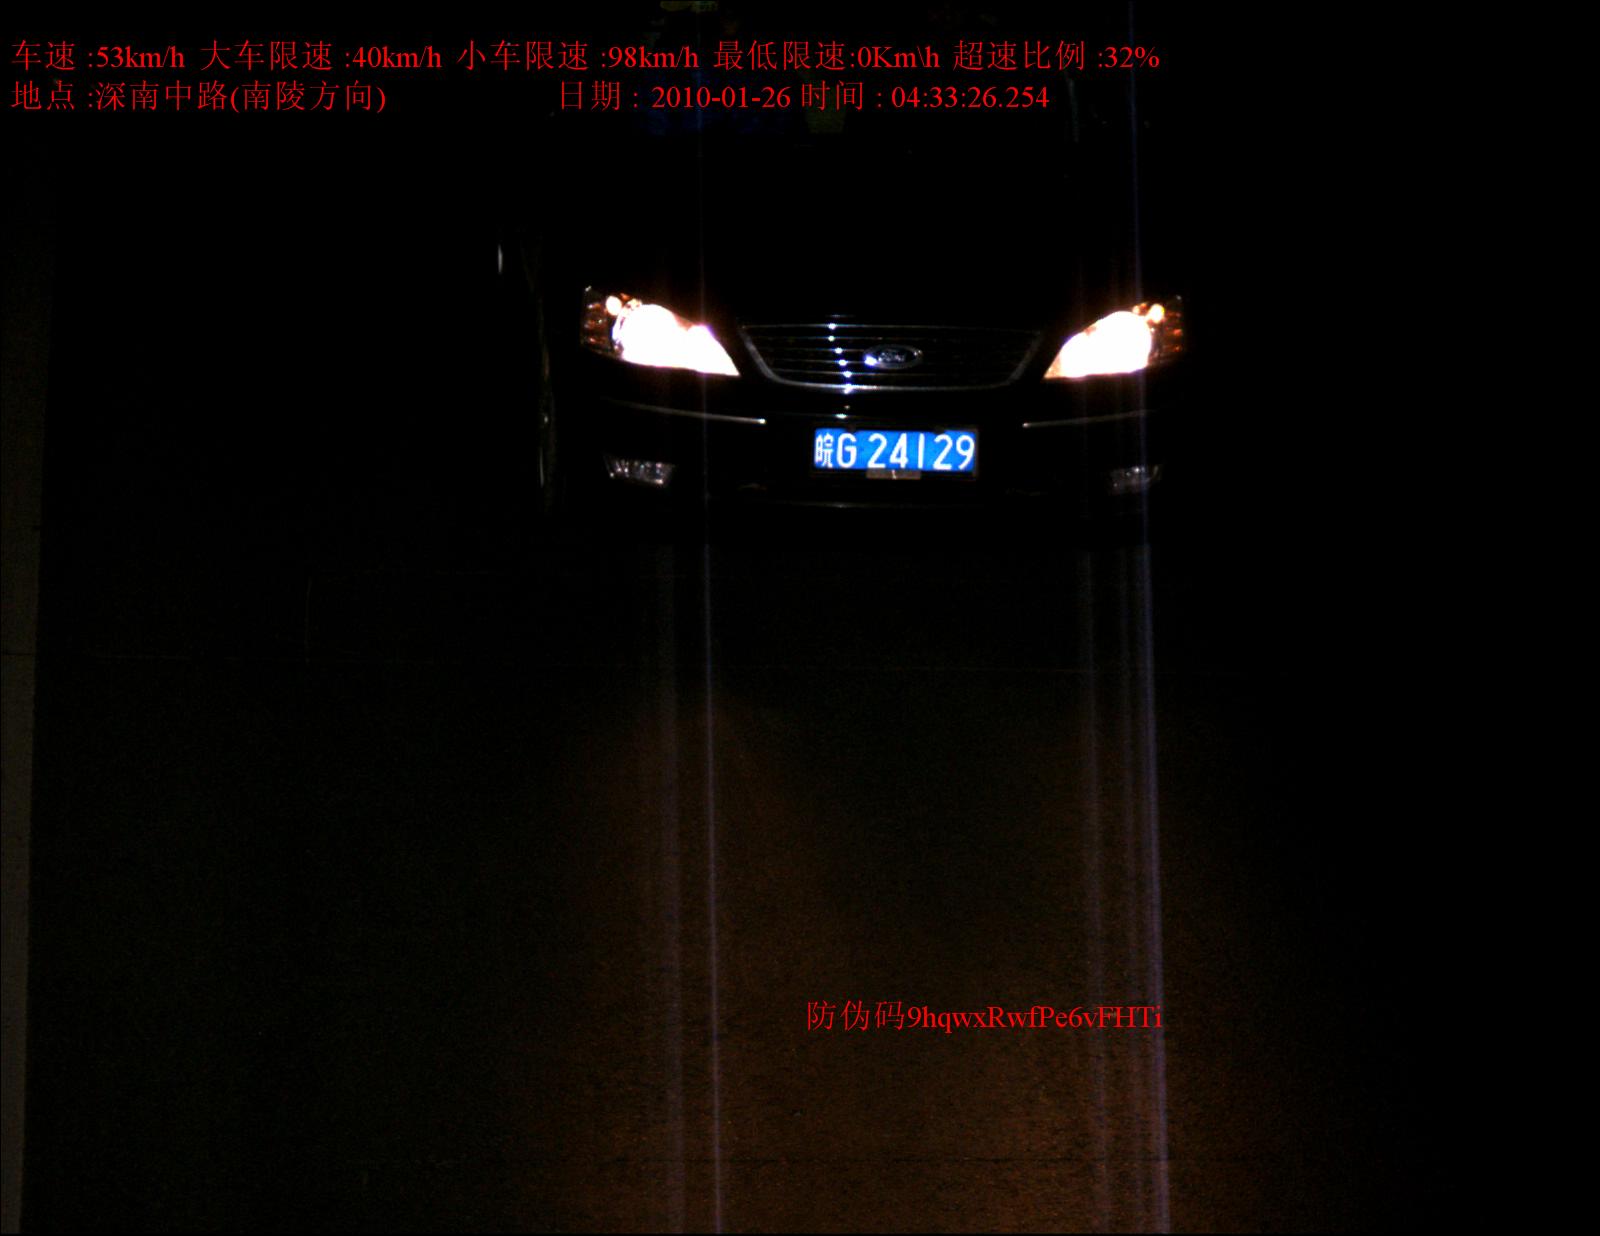 车速 :53km/h 大车限速 :40km/h 小车限速 :98km/h 最低限速:0Km\h 超速比例 :32%
地点 :深南中路(南陵方向) 日期 : 2010-01-26 时间 : 04:33:26.254
Ford
皖G 24129
防伪码9hqwxRwfPe6vFHTi